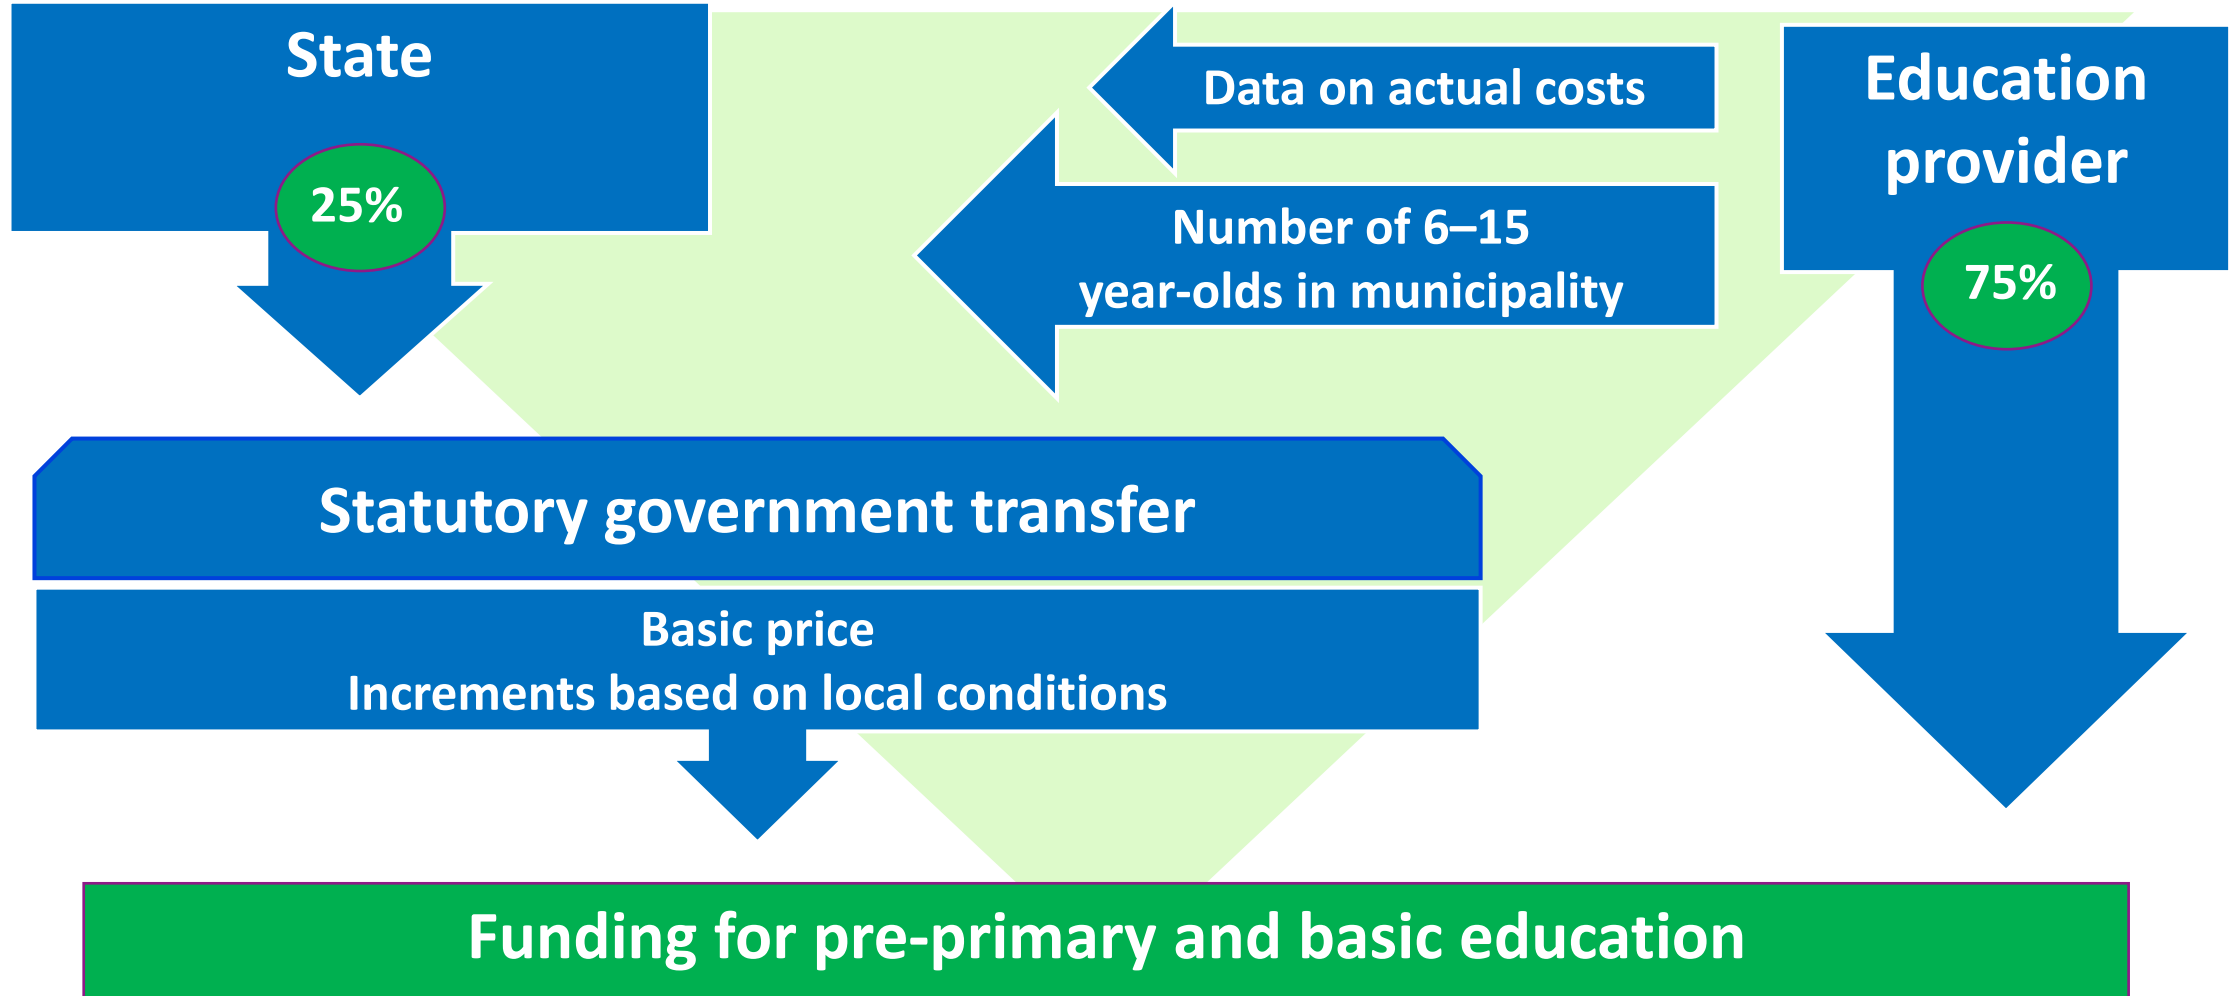 State
25%
Data on actual costs
Number of 6–15
year-olds in municipality
Education
provider
75%
Statutory government transfer
Basic price
Increments based on local conditions
Funding for pre-primary and basic education